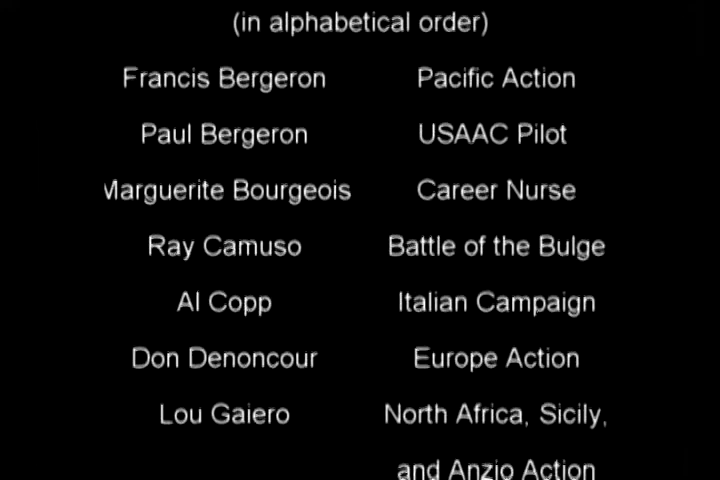 (in alphabetical order)
Francis Bergeron Pacific Action
Paul Bergeron USAAC Pilot
Marguerite Bourgeois Career Nurse
Ray Camuso Battle of the Bulge
Al Copp Italian Campaign
Don Denoncour Europe Action
Lou Gaiero North Africa, Sicily,
and Anzio Action